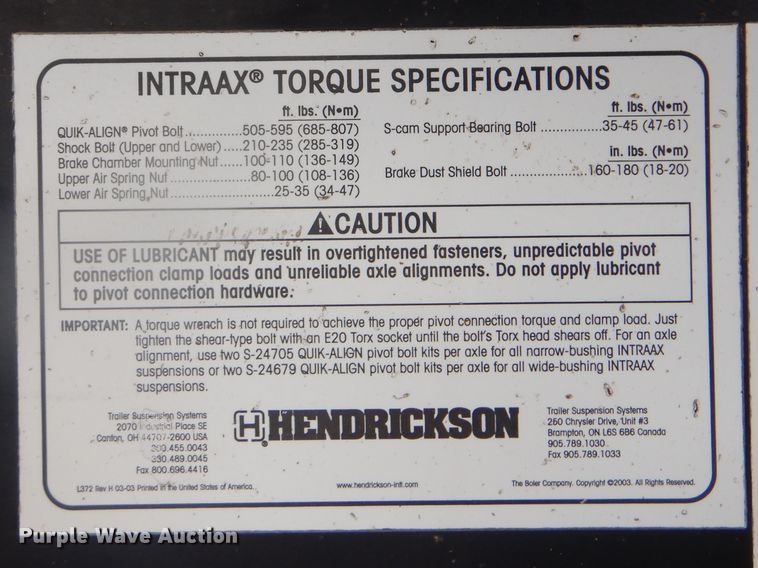 INTRAAX® TORQUE SPECIFICATIONS
ft. lbs. (N•m)
QUIK-ALIGN® Pivot Bolt..............505-595 (685-807)
Shock Bolt (Upper and Lower)....210-235 (285-319)
Brake Chamber Mounting Nut.....100-110 (136-149)
Upper Air Spring Nut....................80-100 (108-136)
Lower Air Spring Nut.........................25-35 (34-47)
ft. lbs. (N•m)
S-cam Support Bearing Bolt ..............35-45 (47-61)
in. lbs. (N•m)
Brake Dust Shield Bolt ..................160-180 (18-20)
⚠CAUTION
USE OF LUBRICANT may result in overtightened fasteners, unpredictable pivot
connection clamp loads and unreliable axle alignments. Do not apply lubricant
to pivot connection hardware.
IMPORTANT: A torque wrench is not required to achieve the proper pivot connection torque and clamp load. Just
tighten the shear-type bolt with an E20 Torx socket until the bolt's Torx head shears off. For an axle
alignment, use two S-24705 QUIK-ALIGN pivot bolt kits per axle for all narrow-bushing INTRAAX
suspensions or two S-24679 QUIK-ALIGN pivot bolt kits per axle for all wide-bushing INTRAAX
suspensions.
Trailer Suspension Systems
2070 Industrial Place SE
Canton, OH 44707-2600 USA
330.489.0045
Fax 800.696.4416
H HENDRICKSON
Trailer Suspension Systems
250 Chrysler Drive, Unit #3
Brampton, ON L6S 6B6 Canada
905.789.1030
Fax 905.789.1033
L372 Rev H 03-03 Printed in the United States of America.
www.hendrickson-intl.com
The Boler Company. Copyright ©2003. All Rights Reserved.
Purple Wave Auction